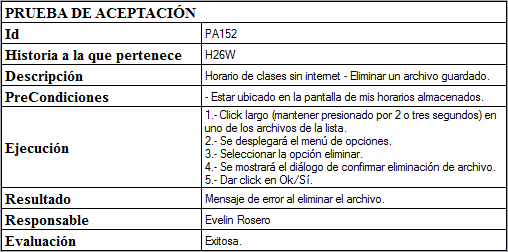 PRUEBA DE ACEPTACIÓN
Id PA152
Historia a la que pertenece H26W
Descripción Horario de clases sin internet - Eliminar un archivo guardado.
PreCondiciones - Estar ubicado en la pantalla de mis horarios almacenados.
Ejecución 1.- Click largo (mantener presionado por 2 o tres segundos) en
uno de los archivos de la lista.
2.- Se desplegará el menú de opciones.
3.- Seleccionar la opción eliminar.
4.- Se mostrará el diálogo de confirmar eliminación de archivo.
5.- Dar click en Ok/Sí.
Resultado Mensaje de error al eliminar el archivo.
Responsable Evelin Rosero
Evaluación Exitosa.